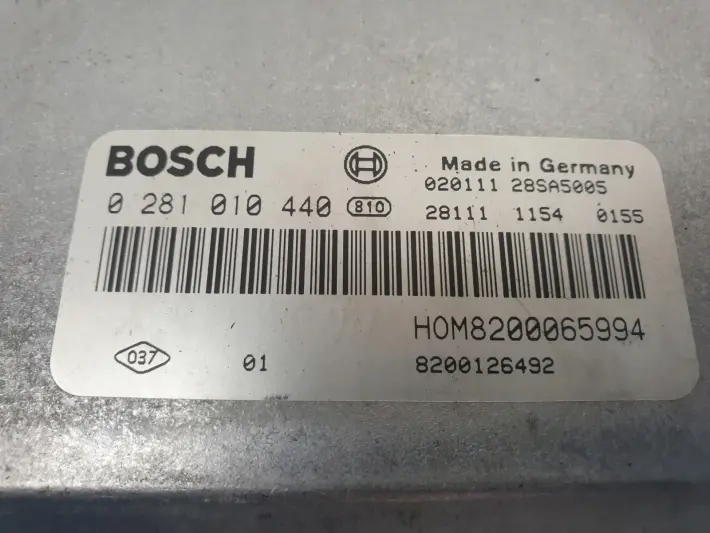 BOSCH
Made in Germany
020111 28SA5005
0 281 010 440 810
28111 1154 0155
HOM8200065994
037 01 8200126492